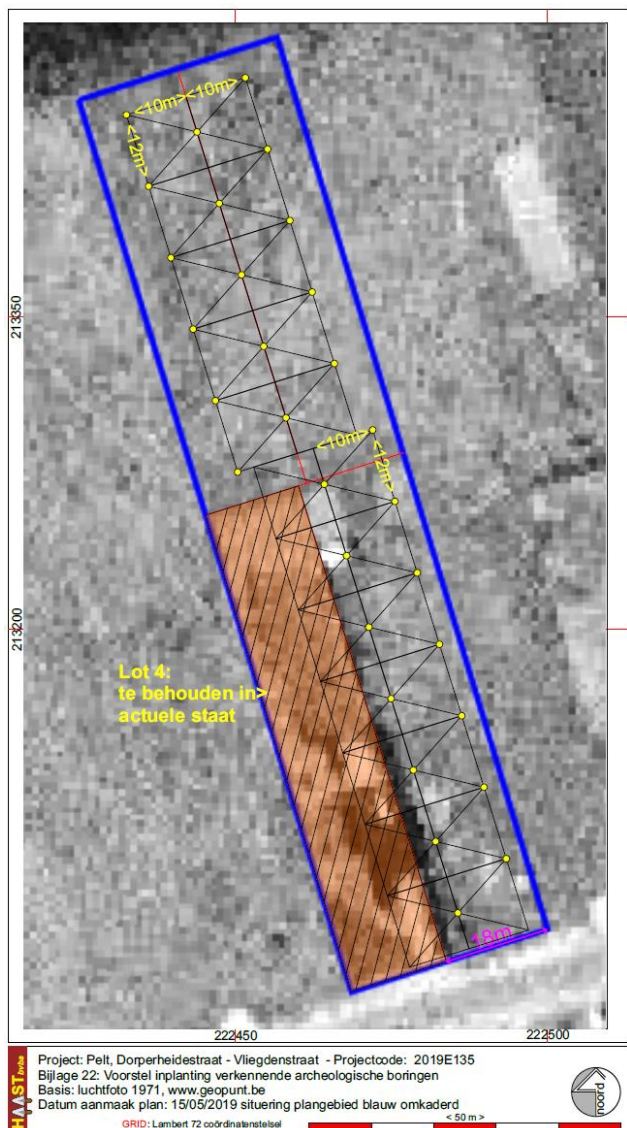 <10m><10m>
<12m>
213350
<10m>
<12m>
213200
Lot 4:
te behouden in>
actuele staat
18m
222450
222500
HAAST bvba
Project: Pelt, Dorperheidestraat - Vliegdenstraat - Projectcode: 2019E135
Bijlage 22: Voorstel inplanting verkennende archeologische boringen
Basis: luchtfoto 1971, www.geopunt.be
Datum aanmaak plan: 15/05/2019 situering plangebied blauw omkaderd
GRID: Lambert 72 coördinatenstelsel
< 50 m >
noord